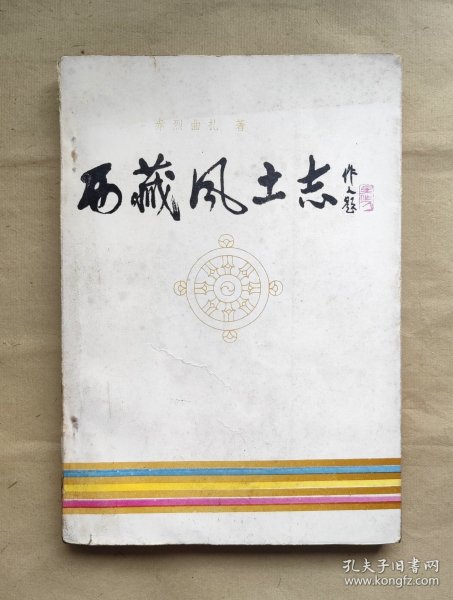 赤烈曲扎 著
西藏风土志
作人题
孔夫子旧书网
www.kongfz.com